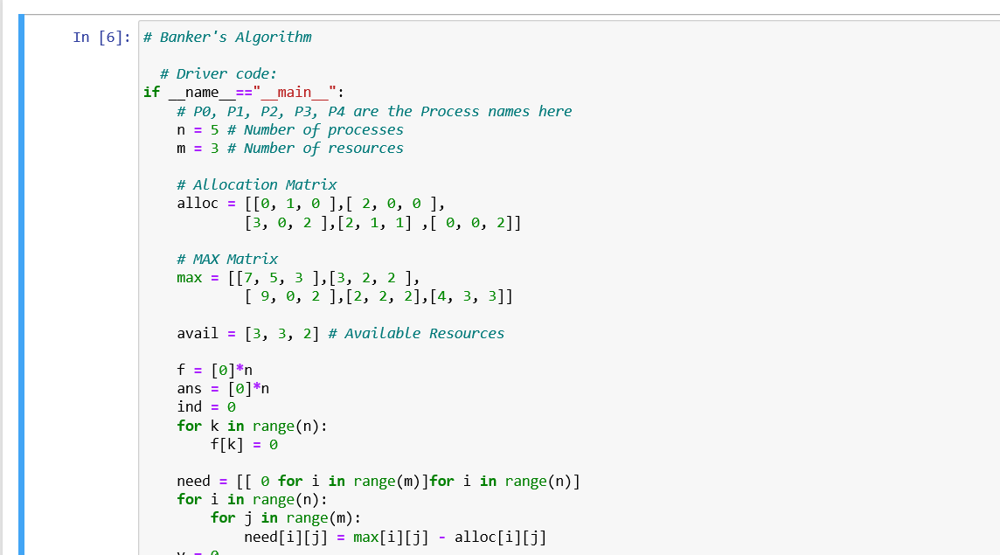 In [6]: # Banker's Algorithm
# Driver code:
if __name__=="__main__":
# P0, P1, P2, P3, P4 are the Process names here
n = 5 # Number of processes
m = 3 # Number of resources
# Allocation Matrix
alloc = [[0, 1, 0 ],[ 2, 0, 0 ],
[3, 0, 2 ],[2, 1, 1] ,[ 0, 0, 2]]
# MAX Matrix
max = [[7, 5, 3 ],[3, 2, 2 ],
[ 9, 0, 2 ],[2, 2, 2],[4, 3, 3]]
avail = [3, 3, 2] # Available Resources
f = [0]*n
ans = [0]*n
ind = 0
for k in range(n):
f[k] = 0
need = [[ 0 for i in range(m)]for i in range(n)]
for i in range(n):
for j in range(m):
need[i][j] = max[i][j] - alloc[i][j]